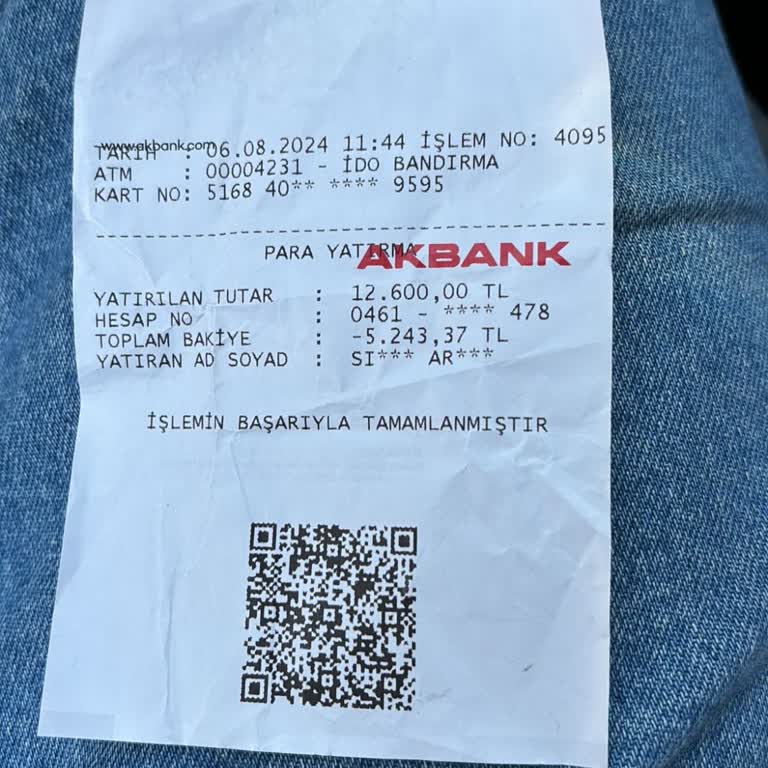 www.akbank.com
TARİH : 06.08.2024 11:44 İŞLEM NO: 4095
ATM : 00004231 - İDO BANDIRMA
KART NO: 5168 40** **** 9595
PARA YATIRMA
AKBANK
YATIRILAN TUTAR : 12.600,00 TL
HESAP NO : 0461 - **** 478
TOPLAM BAKİYE : -5.243,37 TL
YATIRAN AD SOYAD : SI*** AR***
İŞLEMİN BAŞARIYLA TAMAMLANMIŞTIR